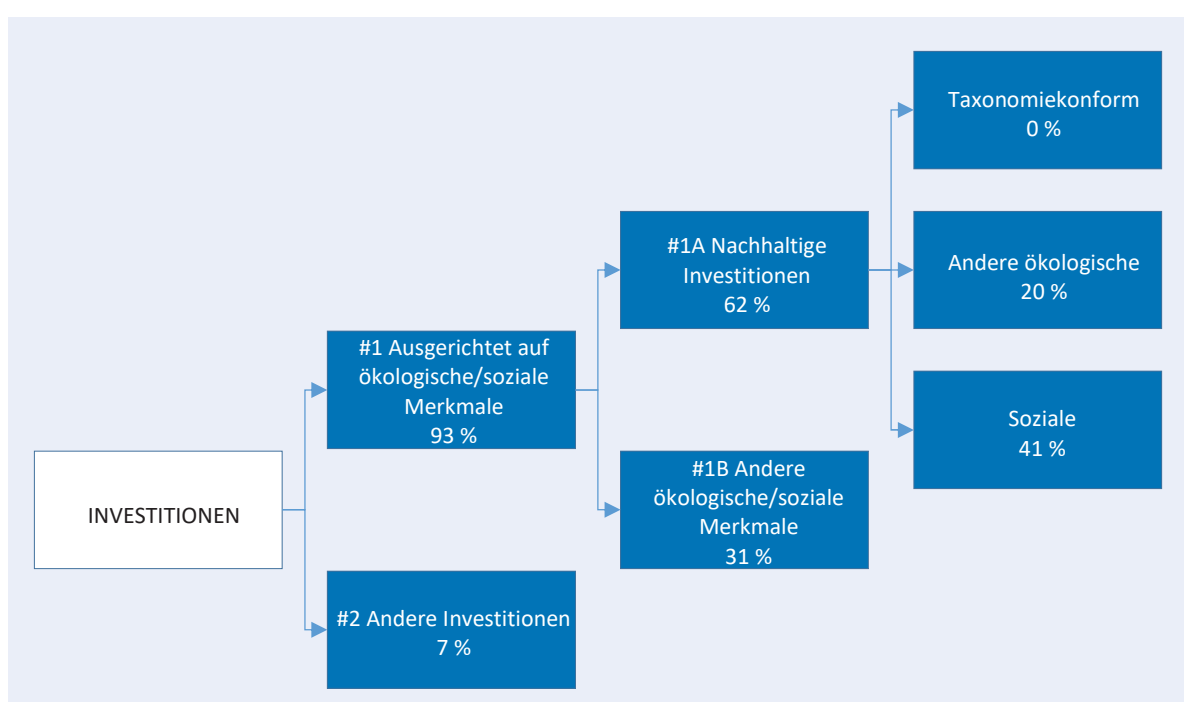 Taxonomiekonform
0 %
#1A Nachhaltige
Investitionen
62 %
Andere ökologische
20 %
#1 Ausgerichtet auf
ökologische/soziale
Merkmale
93 %
Soziale
41 %
#1B Andere
ökologische/soziale
Merkmale
31 %
INVESTITIONEN
#2 Andere Investitionen
7 %